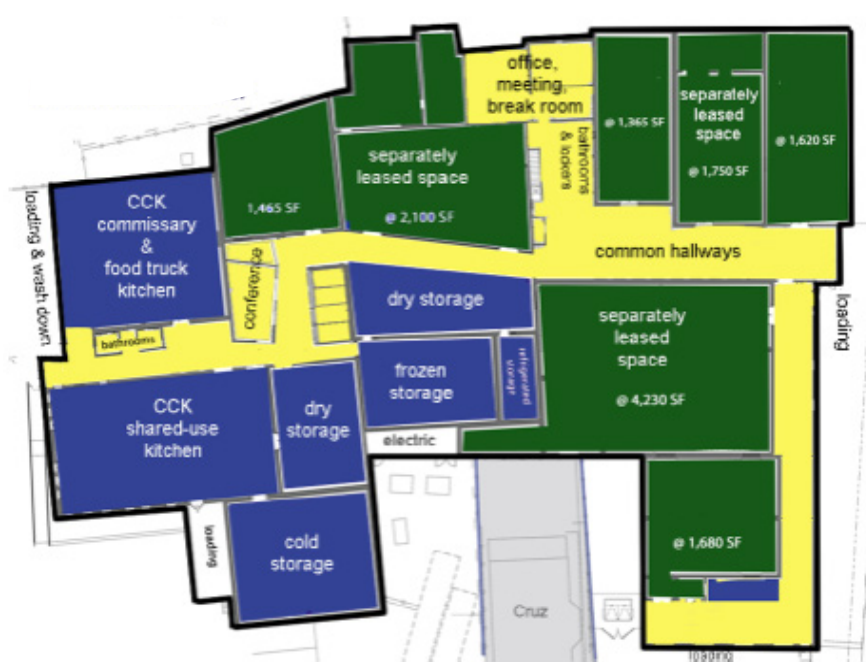 office,
meeting,
break room
bathrooms
& lockers
@ 1,365 SF
separately
leased
space
@ 1,750 SF
@ 1,620 SF
separately
leased space
@ 2,100 SF
1,465 SF
CCK
commissary
&
food truck
kitchen
loading & wash down
common hallways
conference
dry storage
separately
leased
space
@ 4,230 SF
loading
bathrooms
frozen
storage
refrigerated
storage
CCK
shared-use
kitchen
dry
storage
electric
loading
cold
storage
@ 1,680 SF
Cruz
loading